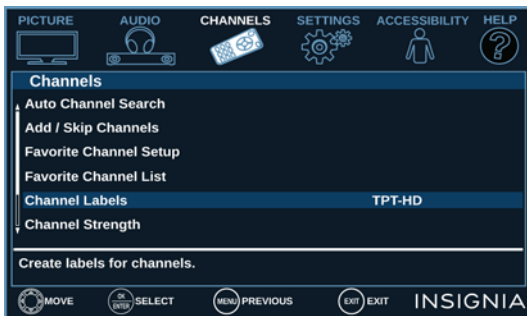 PICTURE AUDIO CHANNELS SETTINGS ACCESSIBILITY HELP
?
Channels
Auto Channel Search
Add / Skip Channels
Favorite Channel Setup
Favorite Channel List
Channel Labels TPT-HD
Channel Strength
Create labels for channels.
MOVE OK ENTER SELECT MENU PREVIOUS EXIT EXIT INSIGNIA